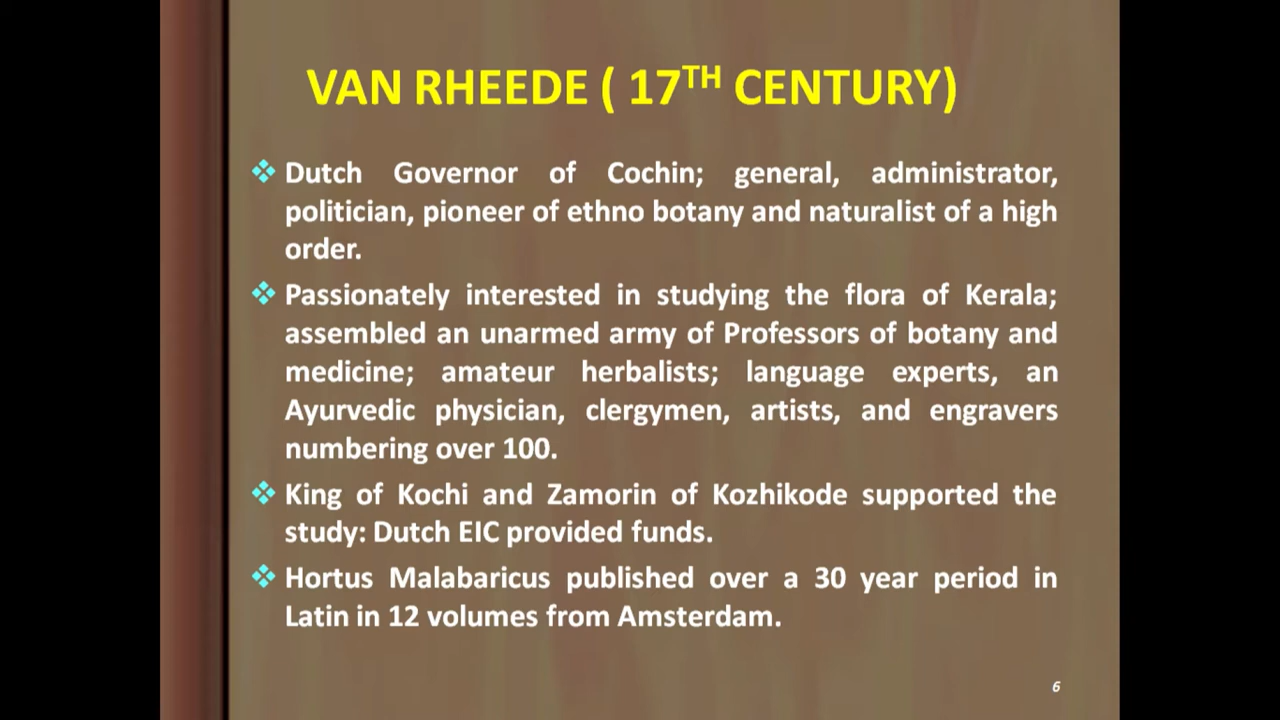 VAN RHEEDE ( 17TH CENTURY)
❖ Dutch Governor of Cochin; general, administrator,
politician, pioneer of ethno botany and naturalist of a high
order.
❖ Passionately interested in studying the flora of Kerala;
assembled an unarmed army of Professors of botany and
medicine; amateur herbalists; language experts, an
Ayurvedic physician, clergymen, artists, and engravers
numbering over 100.
❖ King of Kochi and Zamorin of Kozhikode supported the
study: Dutch EIC provided funds.
❖ Hortus Malabaricus published over a 30 year period in
Latin in 12 volumes from Amsterdam.
6